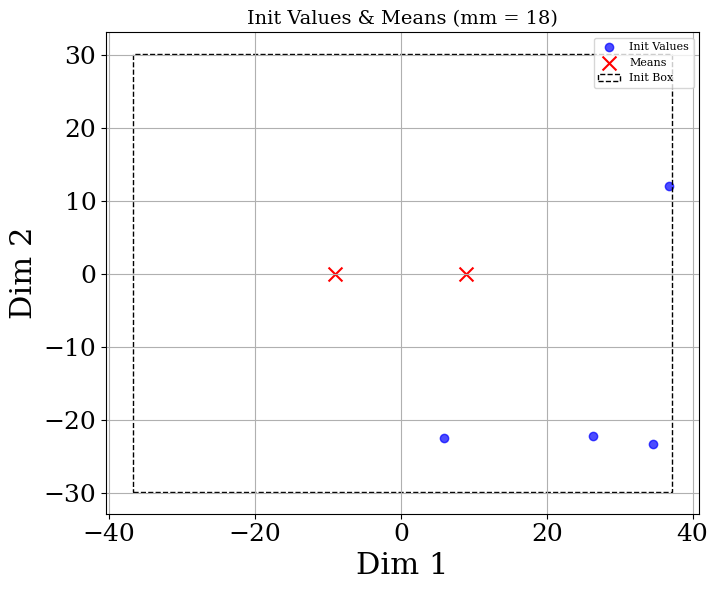 Init Values & Means (mm = 18)
Init Values
Means
Init Box
30
20
10
0
−10
−20
−30
Dim 2
−40
−20
0
20
40
Dim 1